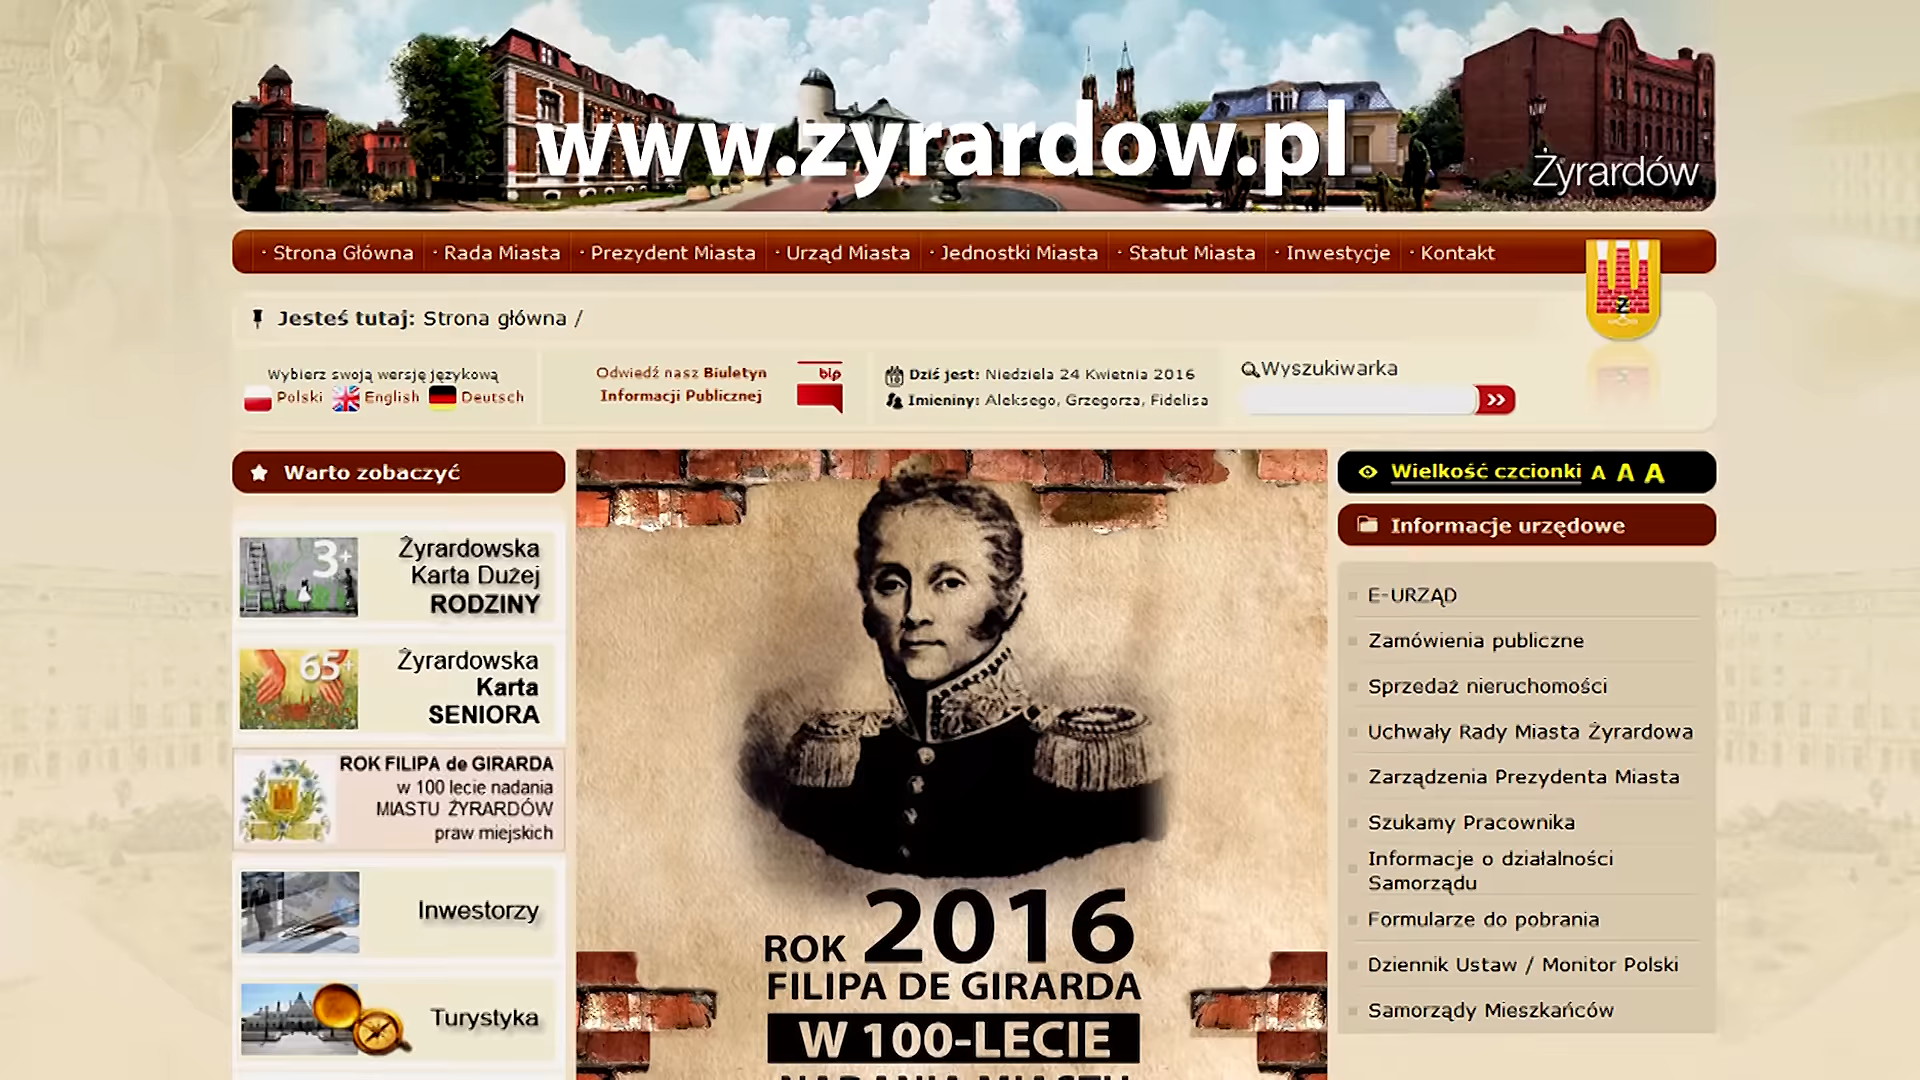 www.zyrardow.pl
Żyrardów
· Strona Główna · Rada Miasta · Prezydent Miasta · Urząd Miasta · Jednostki Miasta · Statut Miasta · Inwestycje · Kontakt
Jesteś tutaj: Strona główna /
Wybierz swoją wersję językową
Polski English Deutsch
Odwiedź nasz Biuletyn
Informacji Publicznej
bip
Dziś jest: Niedziela 24 Kwietnia 2016
Imieniny: Aleksego, Grzegorza, Fidelisa
Wyszukiwarka
Warto zobaczyć
3+
Żyrardowska
Karta Dużej
RODZINY
65+
Żyrardowska
Karta
SENIORA
ROK FILIPA de GIRARDA
w 100 lecie nadania
MIASTU ŻYRARDÓW
praw miejskich
Inwestorzy
Turystyka
ROK 2016
FILIPA DE GIRARDA
W 100-LECIE
NADANIA MIASTU
Wielkość czcionki A A A
Informacje urzędowe
E-URZĄD
Zamówienia publiczne
Sprzedaż nieruchomości
Uchwały Rady Miasta Żyrardowa
Zarządzenia Prezydenta Miasta
Szukamy Pracownika
Informacje o działalności
Samorządu
Formularze do pobrania
Dziennik Ustaw / Monitor Polski
Samorządy Mieszkańców